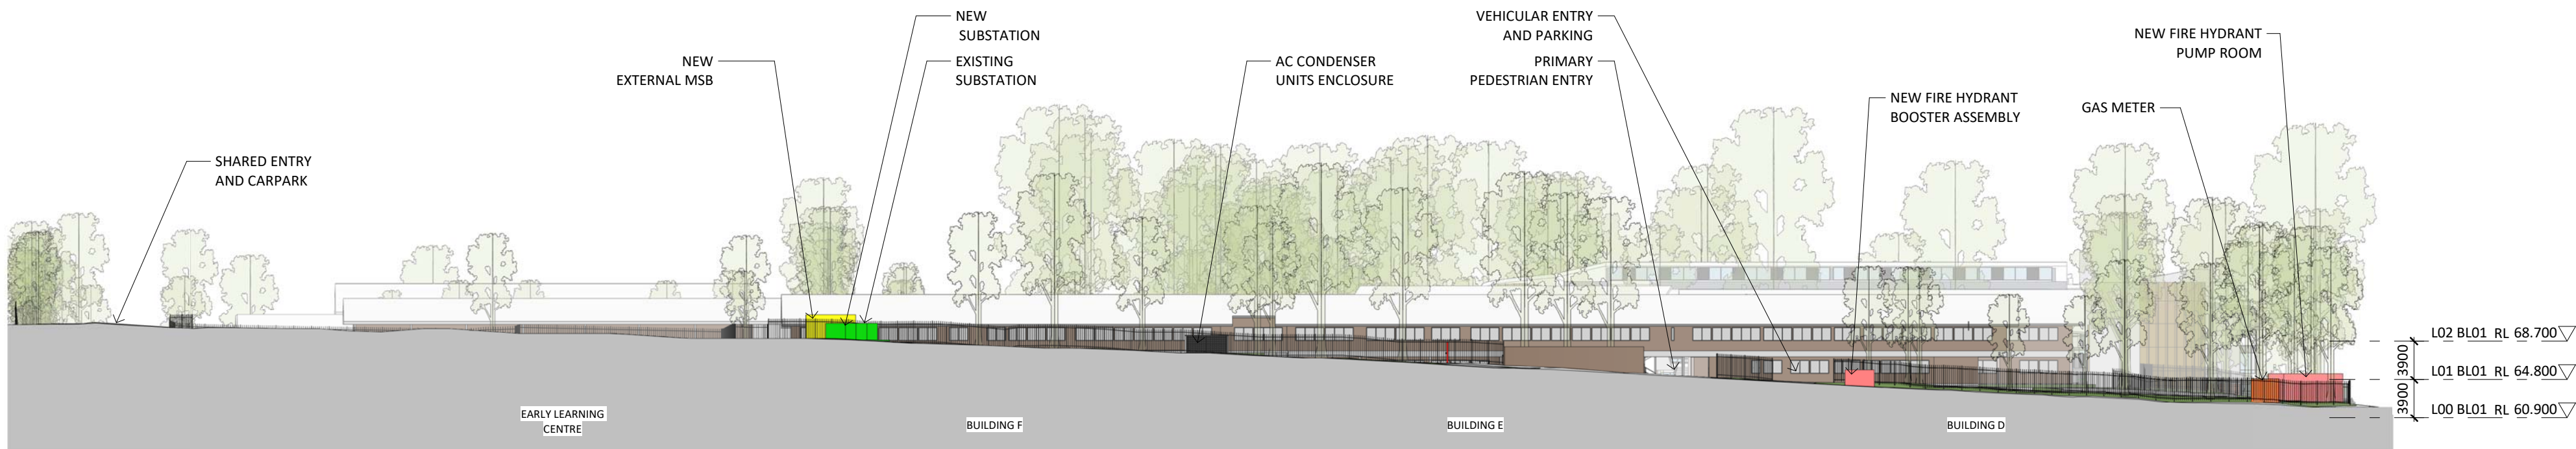 NEW
SUBSTATION
EXISTING
SUBSTATION
NEW
EXTERNAL MSB
SHARED ENTRY
AND CARPARK
AC CONDENSER
UNITS ENCLOSURE
VEHICULAR ENTRY
AND PARKING
PRIMARY
PEDESTRIAN ENTRY
NEW FIRE HYDRANT
BOOSTER ASSEMBLY
NEW FIRE HYDRANT
PUMP ROOM
GAS METER
L02 BL01 RL 68.700
3900
L01 BL01 RL 64.800
3900
L00 BL01 RL 60.900
EARLY LEARNING
CENTRE
BUILDING F
BUILDING E
BUILDING D